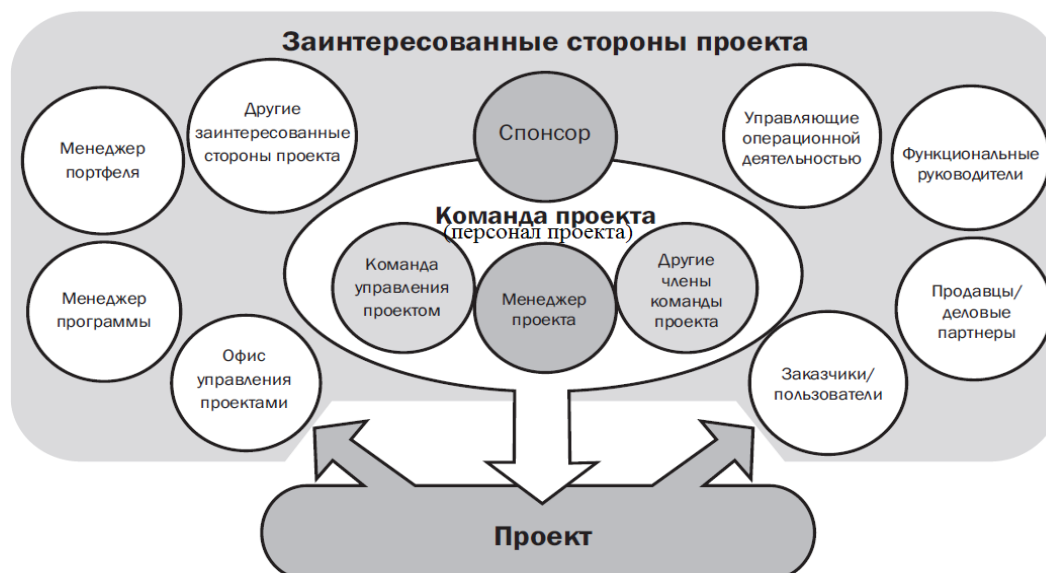 Заинтересованные стороны проекта
Менеджер
портфеля
Другие
заинтересованные
стороны проекта
Спонсор
Управляющие
операционной
деятельностью
Функциональные
руководители
Команда проекта
(персонал проекта)
Менеджер
программы
Команда
управления
проектом
Менеджер
проекта
Другие
члены
команды
проекта
Продавцы/
деловые
партнеры
Офис
управления
проектами
Заказчики/
пользователи
Проект